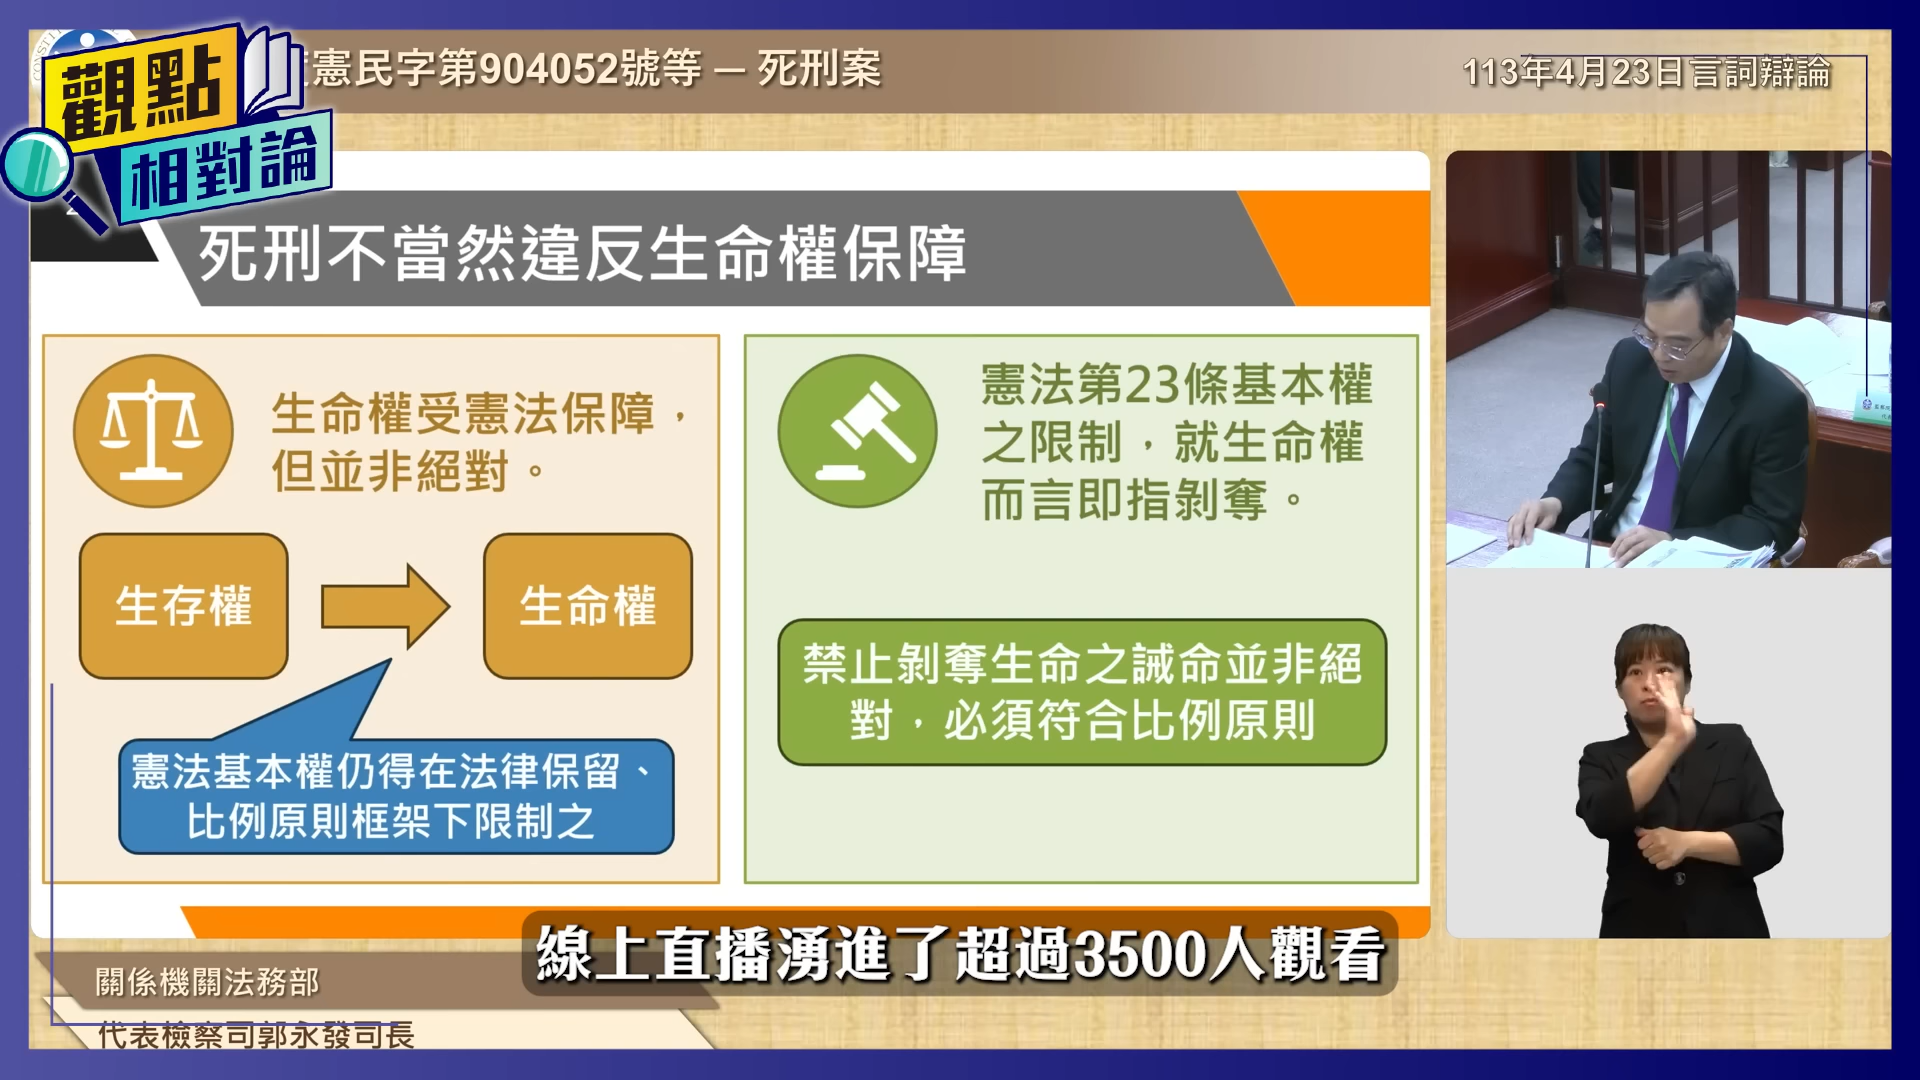 觀點
相對論
憲民字第904052號等 — 死刑案
113年4月23日言詞辯論
死刑不當然違反生命權保障
生命權受憲法保障，
但並非絕對。
生存權
生命權
憲法基本權仍得在法律保留、
比例原則框架下限制之
憲法第23條基本權
之限制，就生命權
而言即指剝奪。
禁止剝奪生命之誡命並非絕
對，必須符合比例原則
線上直播湧進了超過3500人觀看
關係機關法務部
代表檢察司郭永發司長